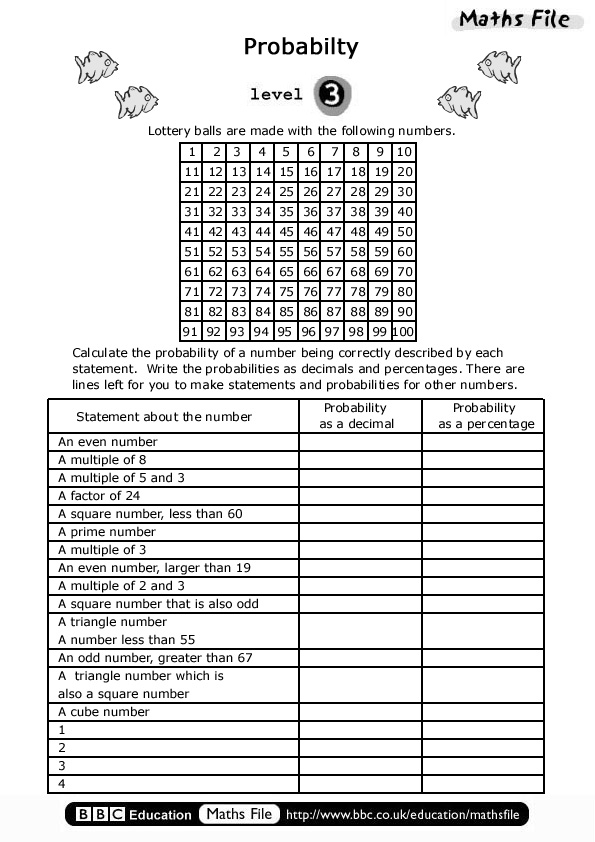 Maths File
Probabilty
level 3
Lottery balls are made with the following numbers.
1 2 3 4 5 6 7 8 9 10
11 12 13 14 15 16 17 18 19 20
21 22 23 24 25 26 27 28 29 30
31 32 33 34 35 36 37 38 39 40
41 42 43 44 45 46 47 48 49 50
51 52 53 54 55 56 57 58 59 60
61 62 63 64 65 66 67 68 69 70
71 72 73 74 75 76 77 78 79 80
81 82 83 84 85 86 87 88 89 90
91 92 93 94 95 96 97 98 99 100
Calculate the probability of a number being correctly described by each
statement. Write the probabilities as decimals and percentages. There are
lines left for you to make statements and probabilities for other numbers.
Statement about the number
Probability
as a decimal
Probability
as a percentage
An even number
A multiple of 8
A multiple of 5 and 3
A factor of 24
A square number, less than 60
A prime number
A multiple of 3
An even number, larger than 19
A multiple of 2 and 3
A square number that is also odd
A triangle number
A number less than 55
An odd number, greater than 67
A triangle number which is
also a square number
A cube number
1
2
3
4
BBC Education Maths File http://www.bbc.co.uk/education/mathsfile